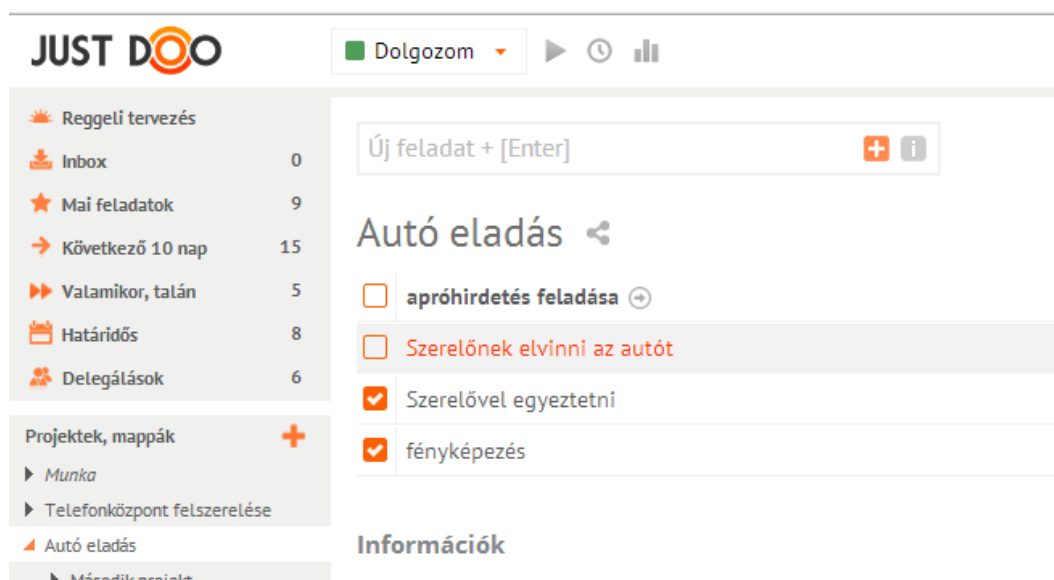 JUST DOO
Dolgozom
Reggeli tervezés
Inbox 0
Mai feladatok 9
Következő 10 nap 15
Valamikor, talán 5
Határidős 8
Delegálások 6
Projektek, mappák
Munka
Telefonközpont felszerelése
Autó eladás
Második projekt
Új feladat + [Enter]
Autó eladás
apróhirdetés feladása
Szerelőnek elvinni az autót
Szerelővel egyeztetni
fényképezés
Információk